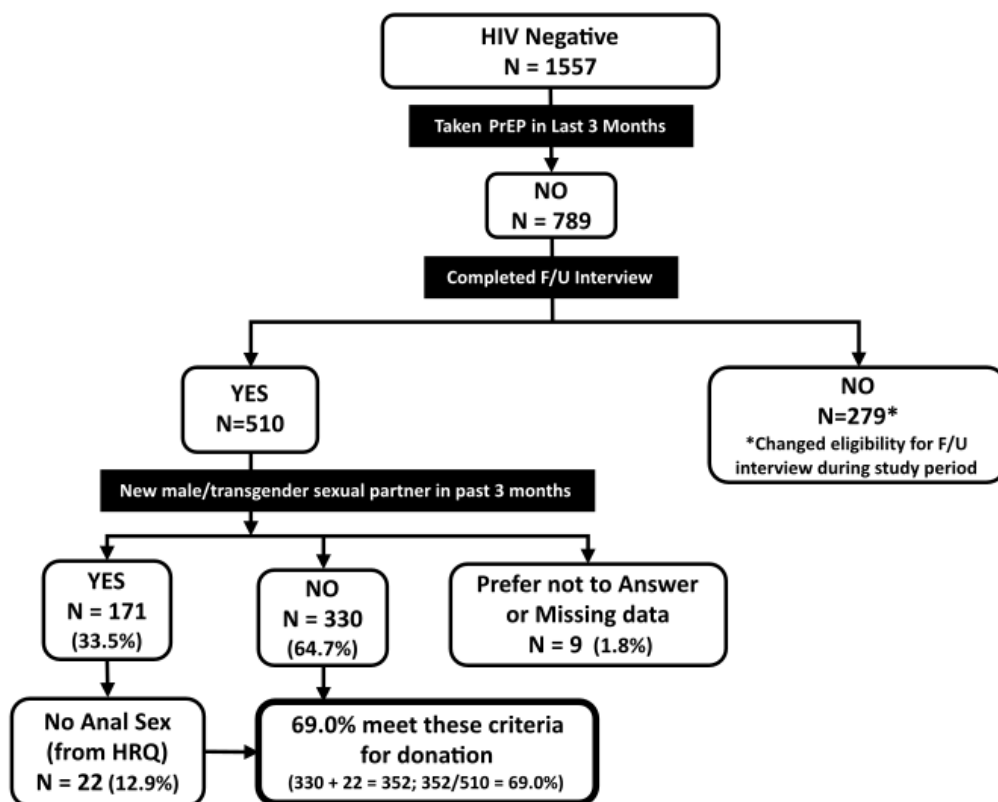 HIV Negative
N = 1557
Taken PrEP in Last 3 Months
NO
N = 789
Completed F/U Interview
YES
N=510
NO
N=279*
*Changed eligibility for F/U
interview during study period
New male/transgender sexual partner in past 3 months
YES
N = 171
(33.5%)
NO
N = 330
(64.7%)
Prefer not to Answer
or Missing data
N = 9 (1.8%)
No Anal Sex
(from HRQ)
N = 22 (12.9%)
69.0% meet these criteria
for donation
(330 + 22 = 352; 352/510 = 69.0%)